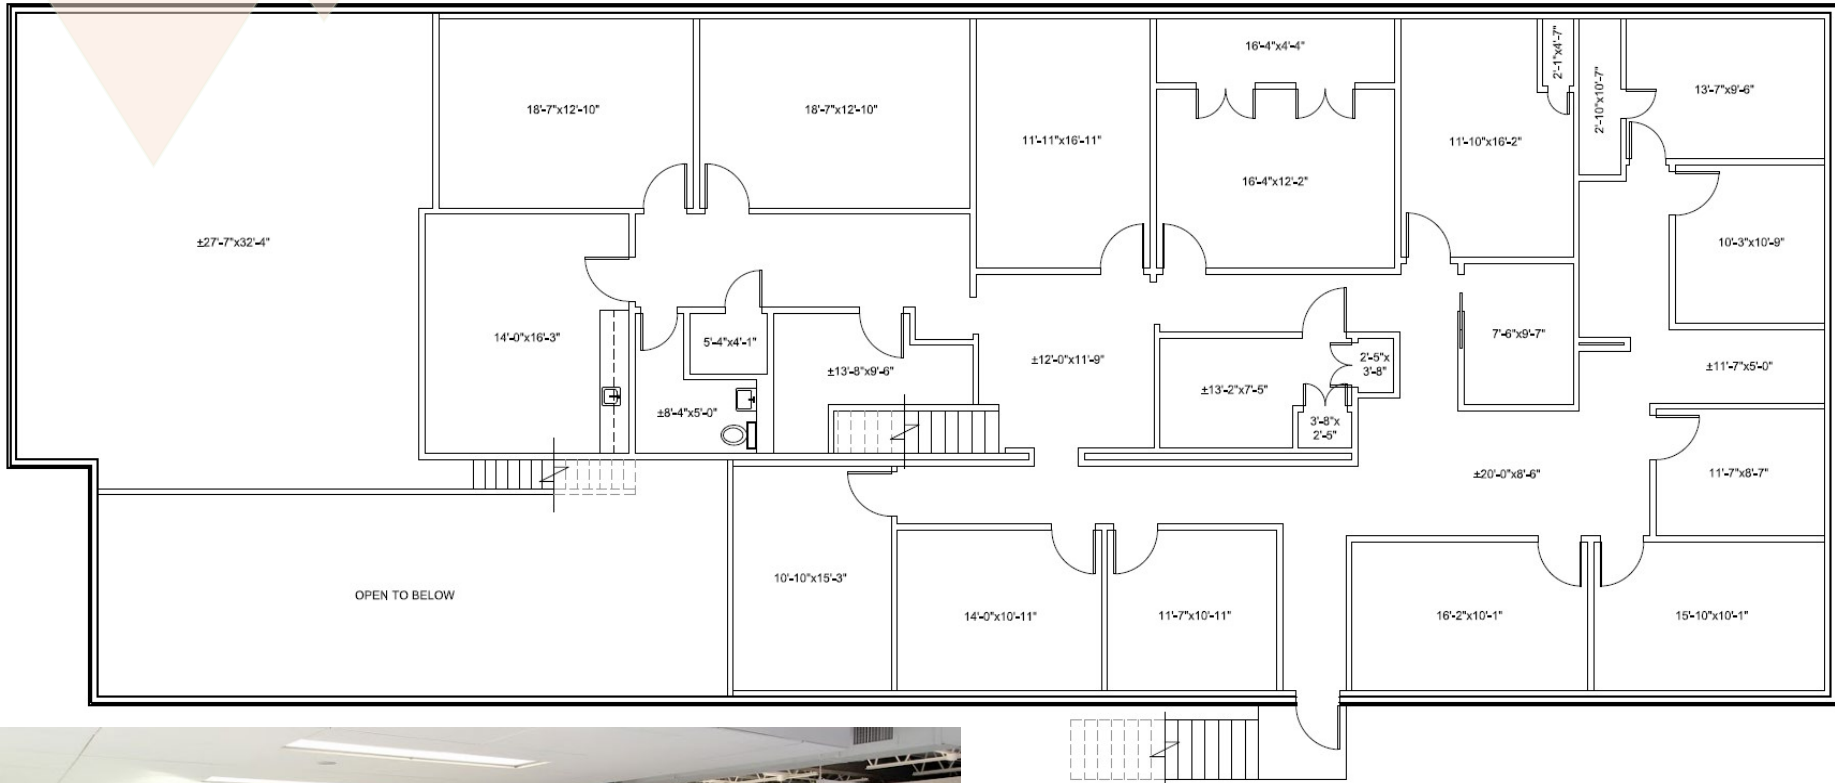 16'-4"x4'-4"
2'-1"x4'-7"
18'-7"x12'-10"
18'-7"x12'-10"
11'-11"x16'-11"
16'-4"x12'-2"
11'-10"x16'-2"
2'-10"x10'-7"
13'-7"x9'-6"
±27'-7"x32'-4"
10'-3"x10'-9"
14'-0"x16'-3"
5'-4"x4'-1"
±13'-8"x9'-6"
±12'-0"x11'-9"
±13'-2"x7'-5"
2'-5"x
3'-8"
7'-6"x9'-7"
±11'-7"x5'-0"
±8'-4"x5'-0"
3'-8"x
2'-5"
±20'-0"x8'-6"
11'-7"x8'-7"
OPEN TO BELOW
10'-10"x15'-3"
14'-0"x10'-11"
11'-7"x10'-11"
16'-2"x10'-1"
15'-10"x10'-1"